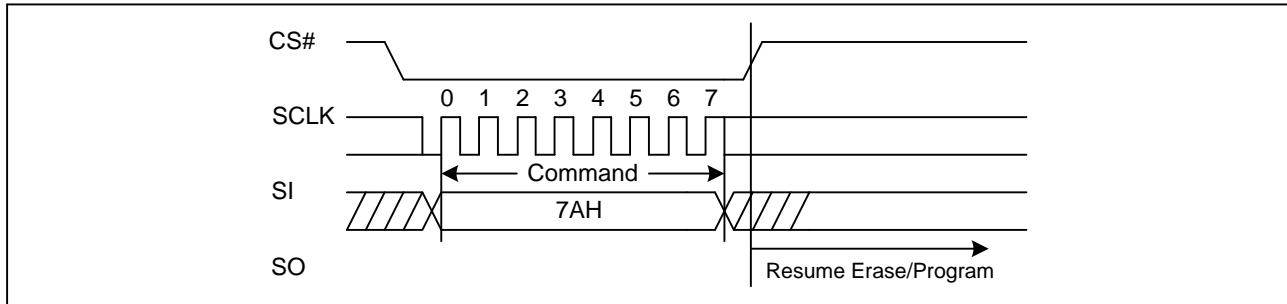 CS#
0 1 2 3 4 5 6 7
SCLK
Command
SI
7AH
SO
Resume Erase/Program